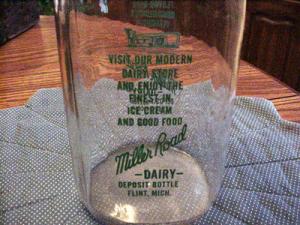 VISIT OUR MODERN
DAIRY STORE
AND ENJOY THE
FINEST IN
ICE CREAM
AND GOOD FOOD
Miller Road
-DAIRY-
DEPOSIT BOTTLE
FLINT, MICH.